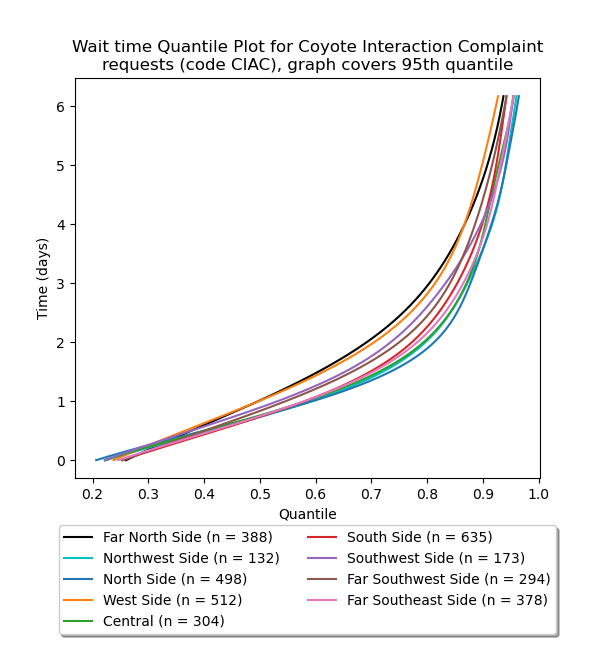 Wait time Quantile Plot for Coyote Interaction Complaint
requests (code CIAC), graph covers 95th quantile
6
5
4
3
2
1
0
Time (days)
0.2 0.3 0.4 0.5 0.6 0.7 0.8 0.9 1.0
Quantile
Far North Side (n = 388)
Northwest Side (n = 132)
North Side (n = 498)
West Side (n = 512)
Central (n = 304)
South Side (n = 635)
Southwest Side (n = 173)
Far Southwest Side (n = 294)
Far Southeast Side (n = 378)